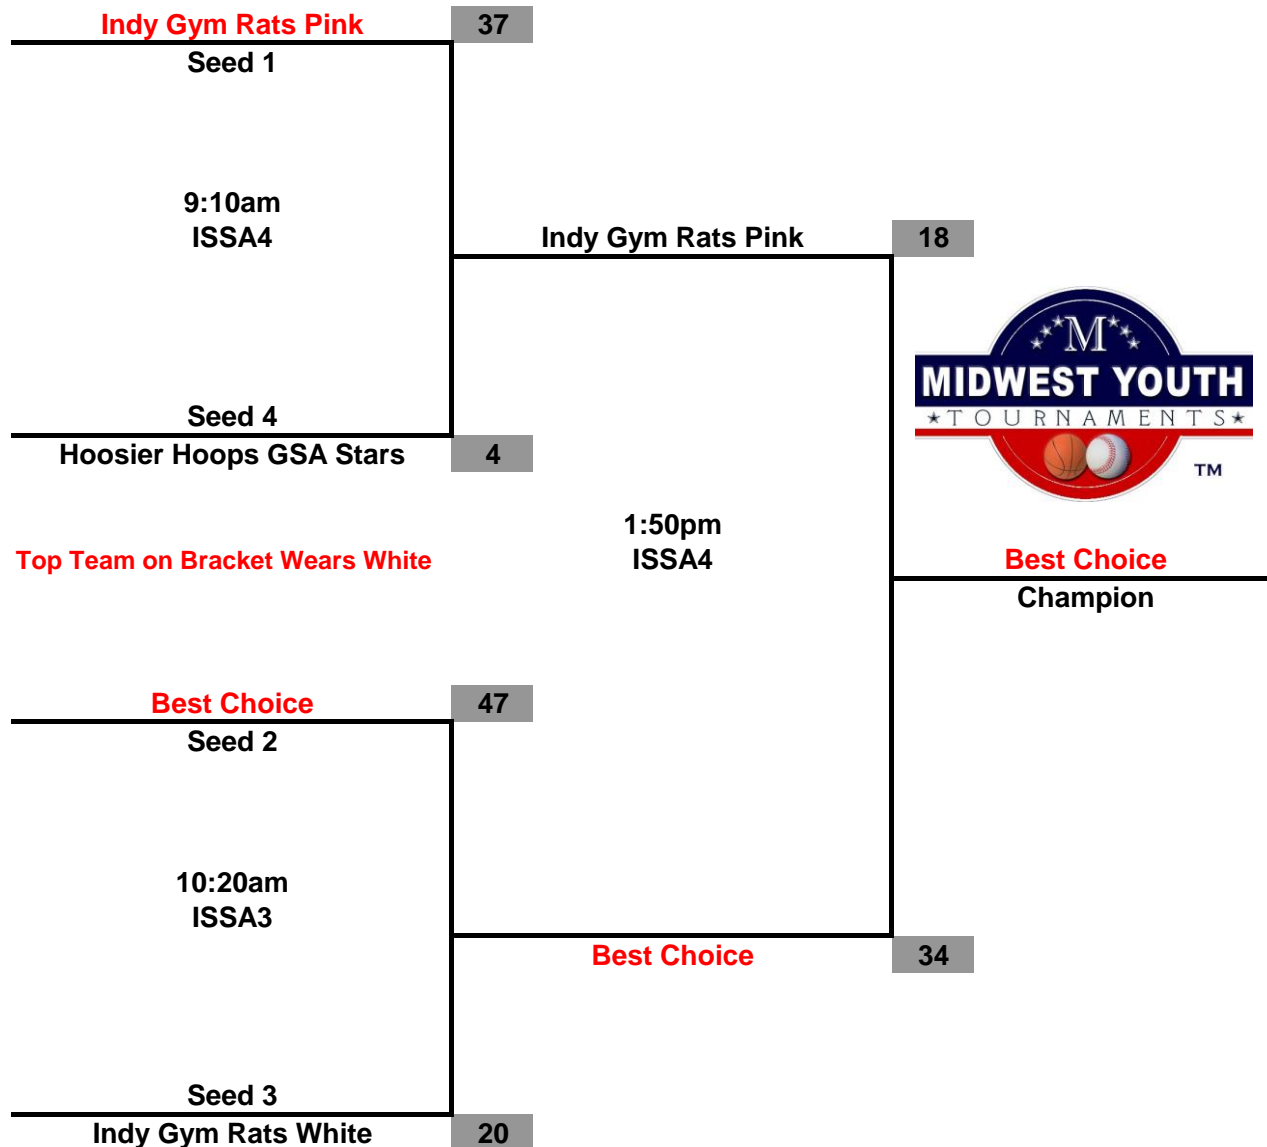 Indy Gym Rats Pink 37
Seed 1
9:10am
ISSA4
Indy Gym Rats Pink 18
M
MIDWEST YOUTH
★TOURNAMENTS★
TM
Seed 4
Hoosier Hoops GSA Stars 4
1:50pm
ISSA4
Top Team on Bracket Wears White
Best Choice
Champion
Best Choice 47
Seed 2
10:20am
ISSA3
Best Choice 34
Seed 3
Indy Gym Rats White 20